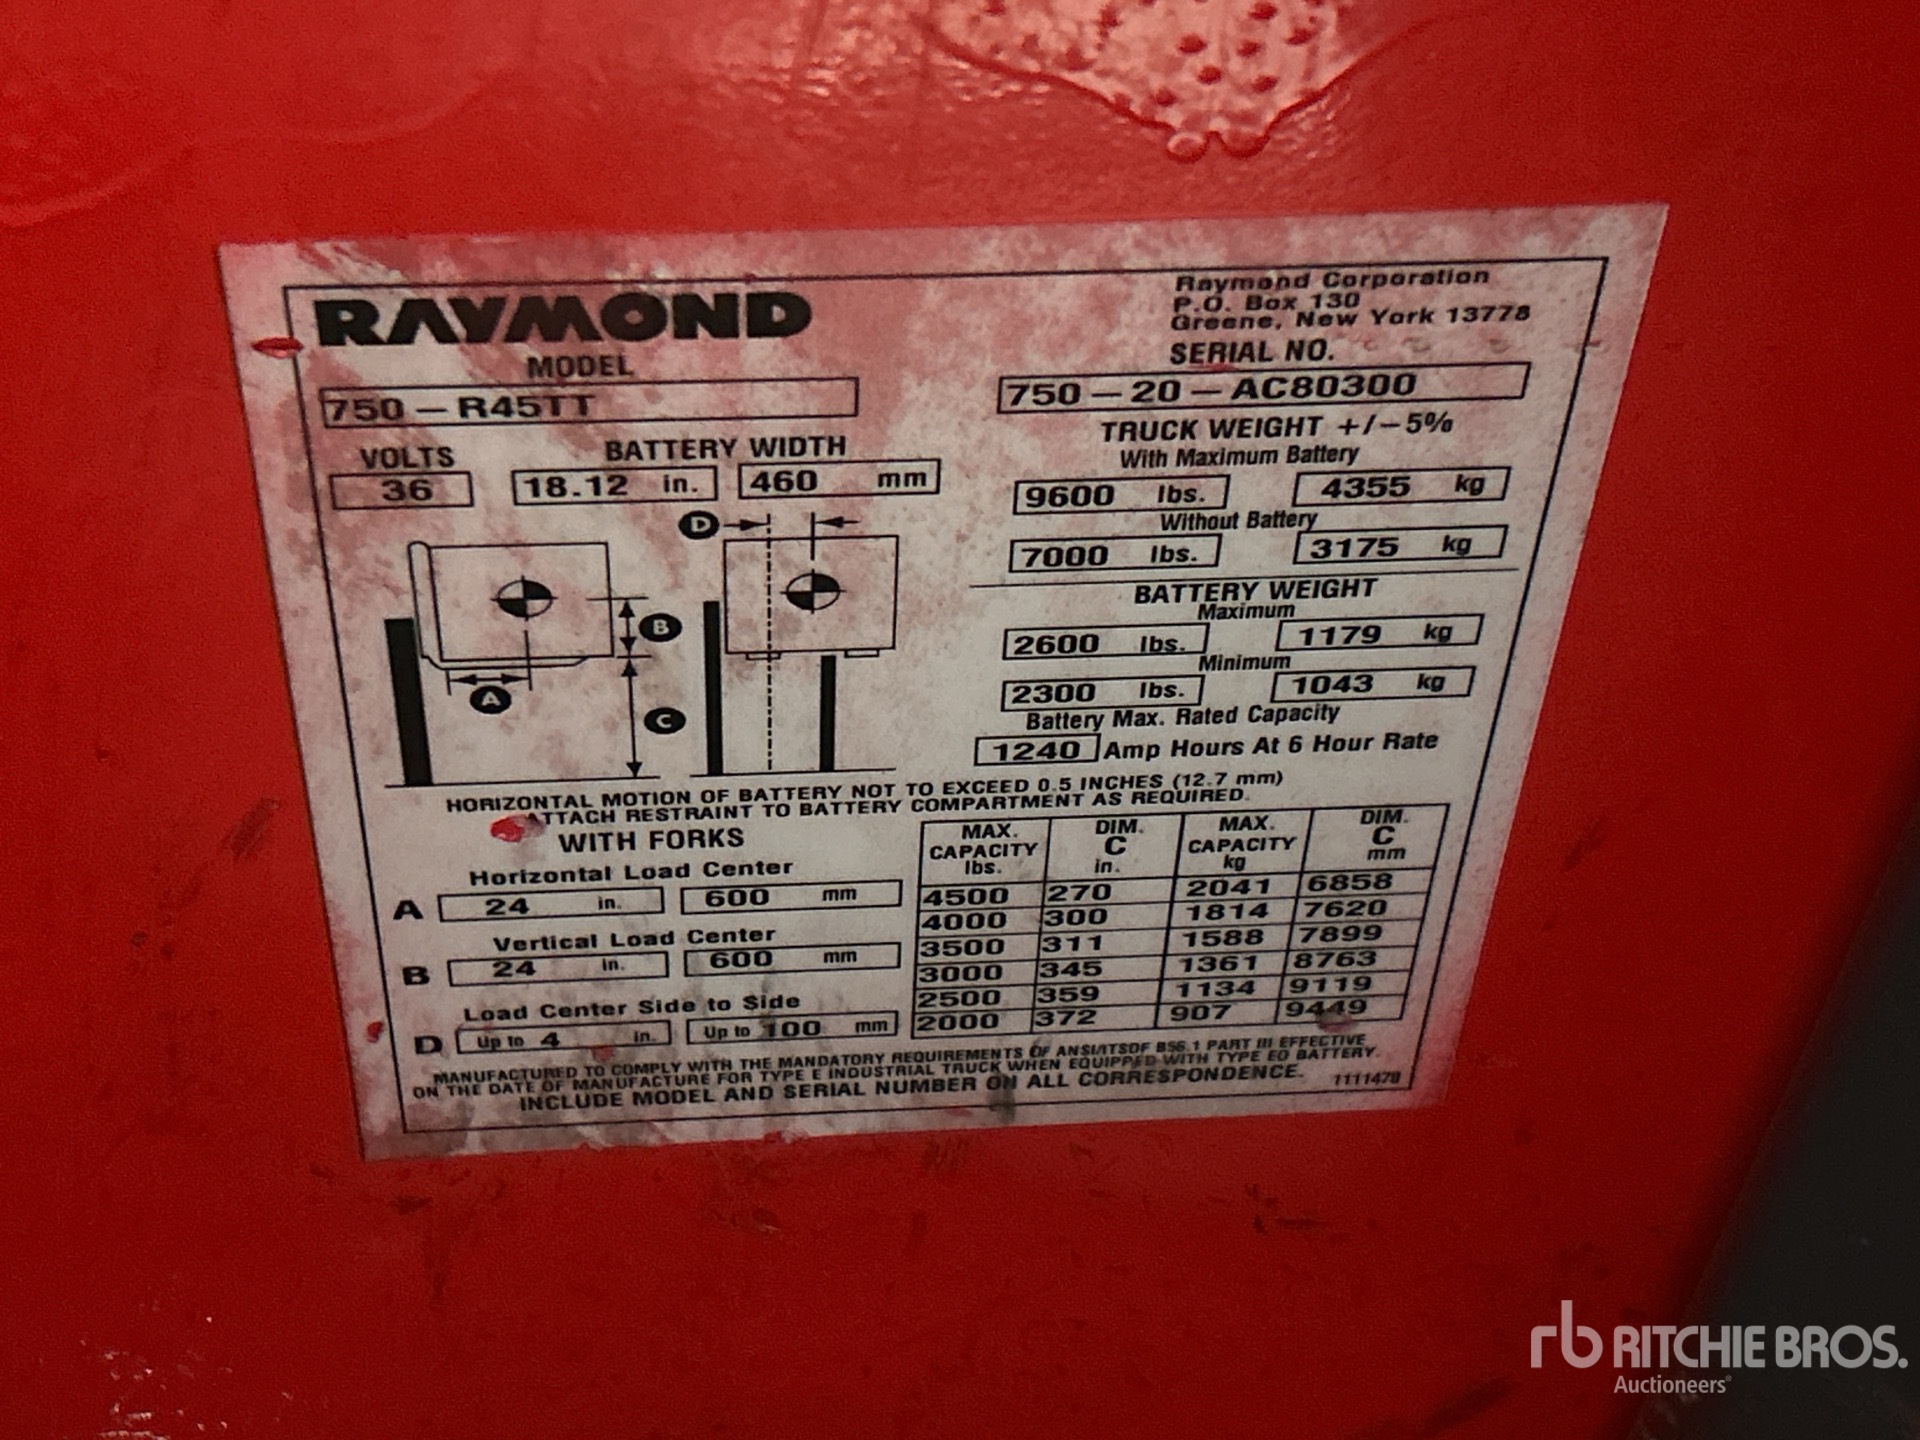 RAYMOND
Raymond Corporation
P.O. Box 130
Greene, New York 13778
MODEL
750-R45TT
SERIAL NO.
750-20-AC80300
VOLTS
36
BATTERY WIDTH
18.12 in. 460 mm
TRUCK WEIGHT +/-5%
With Maximum Battery
9600 lbs. 4355 kg
Without Battery
7000 lbs. 3175 kg
BATTERY WEIGHT
Maximum
2600 lbs. 1179 kg
Minimum
2300 lbs. 1043 kg
Battery Max. Rated Capacity
1240 Amp Hours At 6 Hour Rate
D
B
A
C
HORIZONTAL MOTION OF BATTERY NOT TO EXCEED 0.5 INCHES (12.7 mm)
ATTACH RESTRAINT TO BATTERY COMPARTMENT AS REQUIRED.
WITH FORKS
Horizontal Load Center
A 24 in. 600 mm
Vertical Load Center
B 24 in. 600 mm
Load Center Side to Side
D Up to 4 in. Up to 100 mm
MAX. CAPACITY lbs. DIM. C in. MAX. CAPACITY kg DIM. C mm
4500 270 2041 6858
4000 300 1814 7620
3500 311 1588 7899
3000 345 1361 8763
2500 359 1134 9119
2000 372 907 9449
MANUFACTURED TO COMPLY WITH THE MANDATORY REQUIREMENTS OF ANSI/ITSDF B56.1 PART III EFFECTIVE
ON THE DATE OF MANUFACTURE FOR TYPE E INDUSTRIAL TRUCK WHEN EQUIPPED WITH TYPE EO BATTERY.
INCLUDE MODEL AND SERIAL NUMBER ON ALL CORRESPONDENCE. 1111478
rb RITCHIE BROS.
Auctioneers